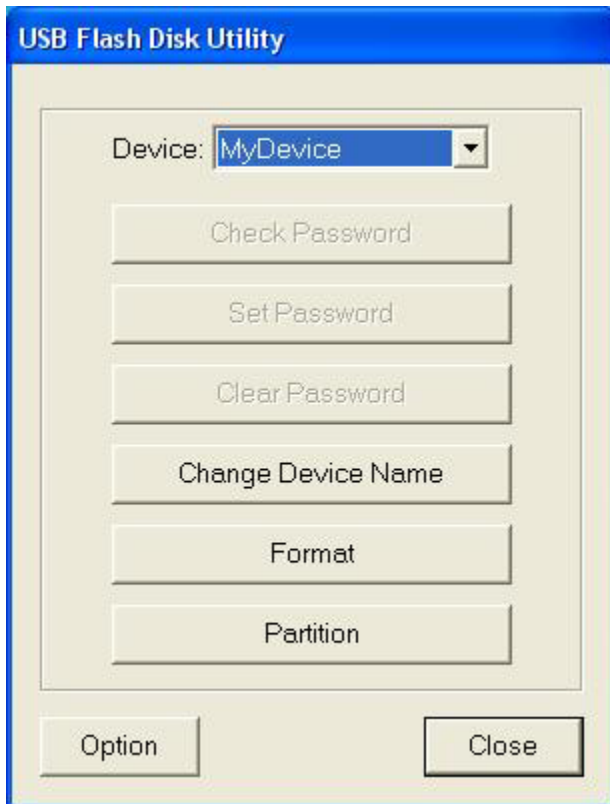 USB Flash Disk Utility
Device: MyDevice
Check Password
Set Password
Clear Password
Change Device Name
Format
Partition
Option Close